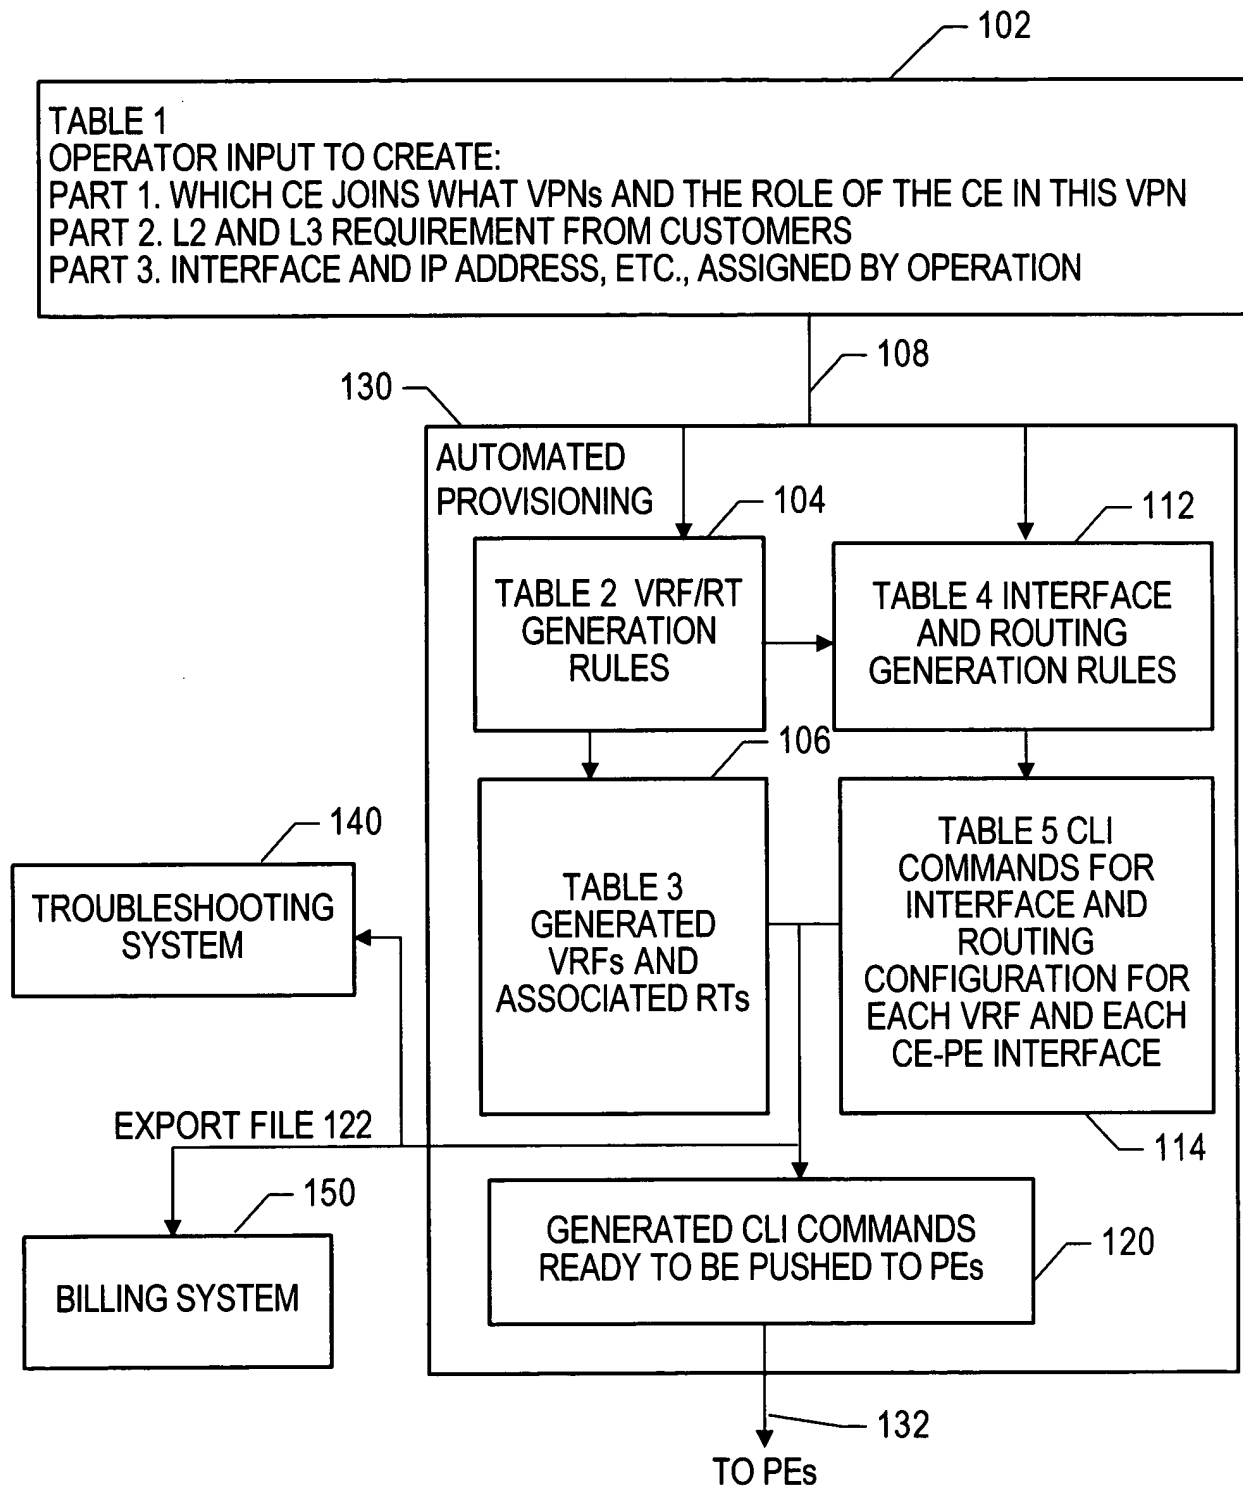 102
TABLE 1
OPERATOR INPUT TO CREATE:
PART 1. WHICH CE JOINS WHAT VPNs AND THE ROLE OF THE CE IN THIS VPN
PART 2. L2 AND L3 REQUIREMENT FROM CUSTOMERS
PART 3. INTERFACE AND IP ADDRESS, ETC., ASSIGNED BY OPERATION
108
130
AUTOMATED
PROVISIONING
104
112
TABLE 2 VRF/RT
GENERATION
RULES
TABLE 4 INTERFACE
AND ROUTING
GENERATION RULES
106
TABLE 3
GENERATED
VRFs AND
ASSOCIATED RTs
TABLE 5 CLI
COMMANDS FOR
INTERFACE AND
ROUTING
CONFIGURATION FOR
EACH VRF AND EACH
CE-PE INTERFACE
140
TROUBLESHOOTING
SYSTEM
EXPORT FILE 122
114
150
BILLING SYSTEM
GENERATED CLI COMMANDS
READY TO BE PUSHED TO PEs
120
132
TO PEs